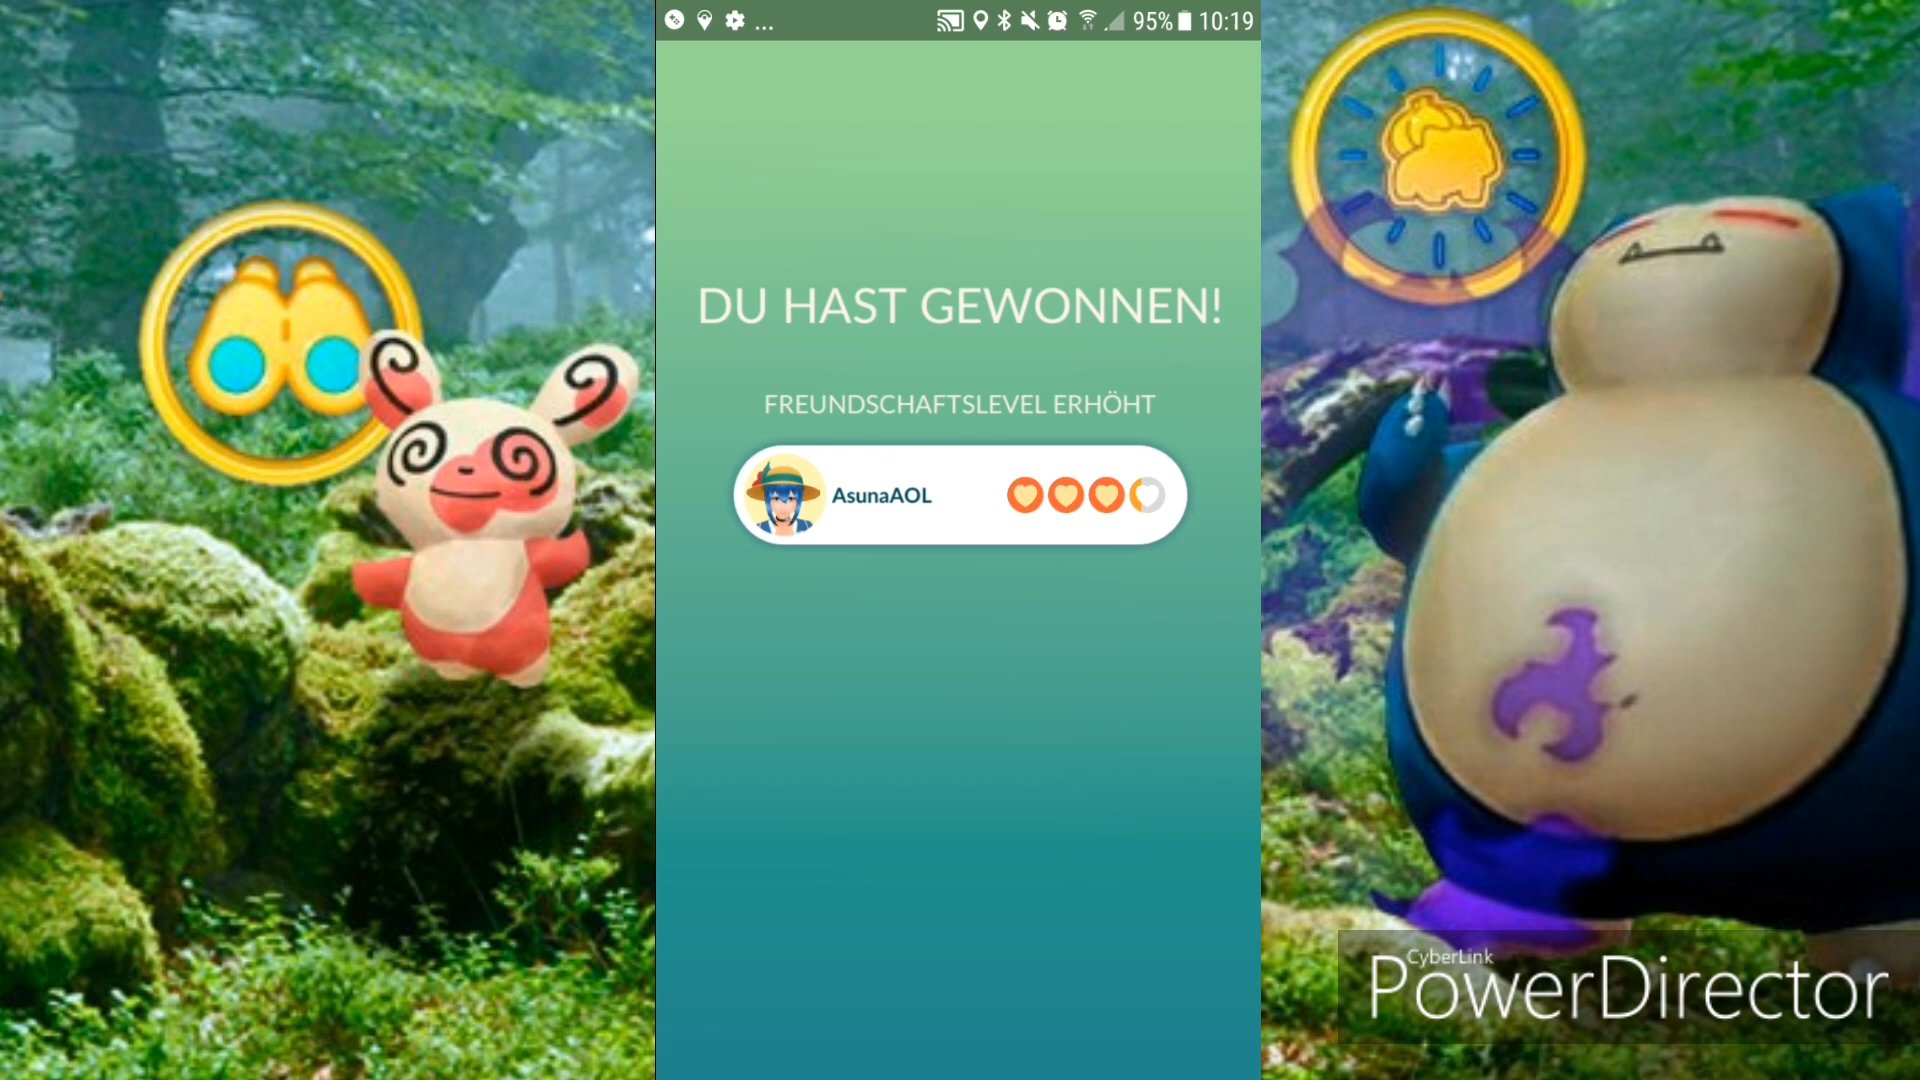 ... 95% 10:19
DU HAST GEWONNEN!
FREUNDSCHAFTSLEVEL ERHÖHT
AsunaAOL
CyberLink
PowerDirector